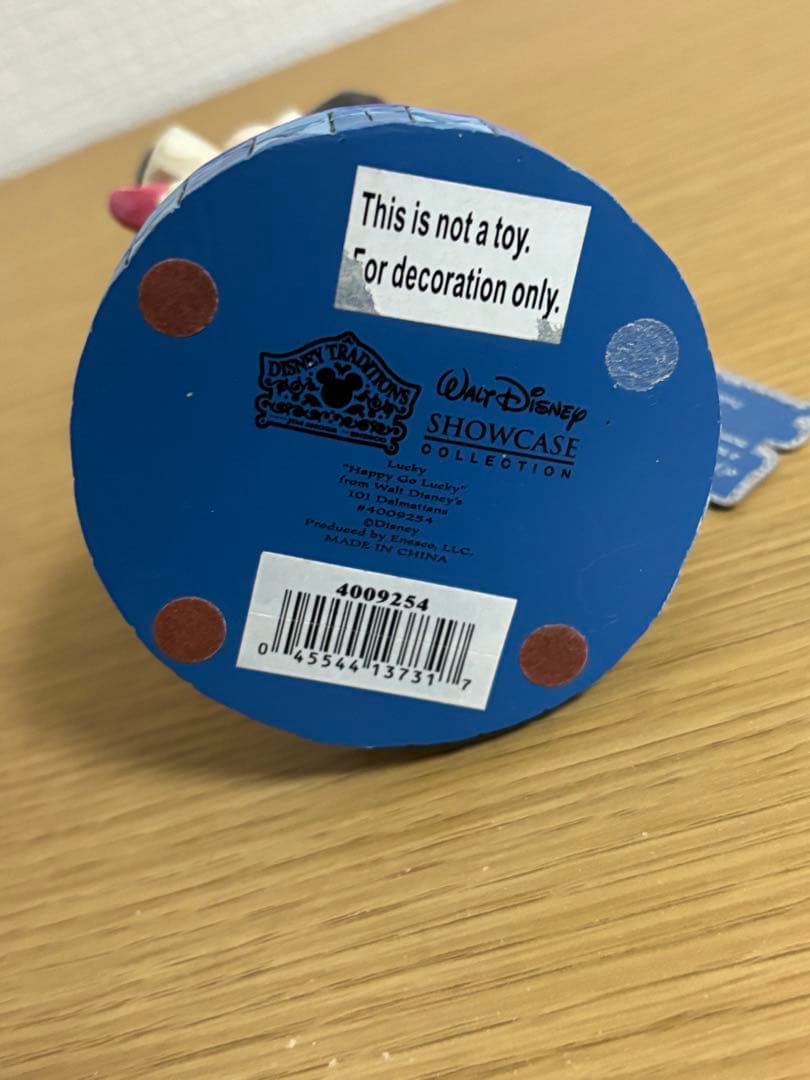 This is not a toy.
For decoration only.
DISNEY TRADITIONS
WALT DISNEY
SHOWCASE
COLLECTION
Lucky
"Happy Go Lucky"
from Walt Disney's
101 Dalmatians
#4009254
©Disney
Produced by Enesco, LLC.
MADE IN CHINA
4009254
0 45544 13731 7